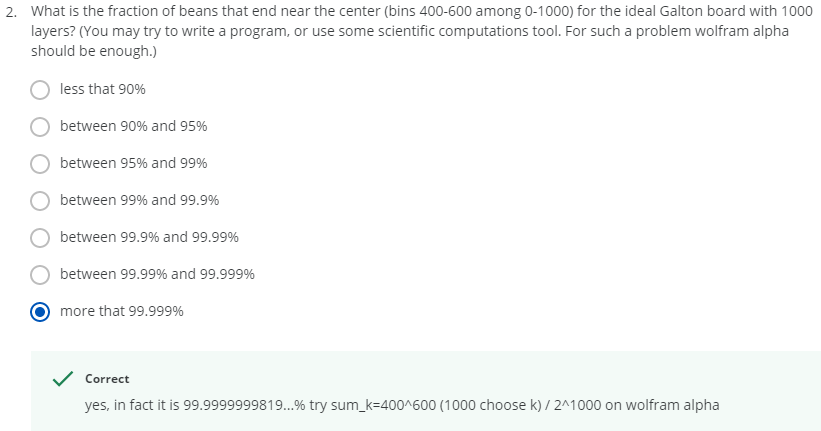 2. What is the fraction of beans that end near the center (bins 400-600 among 0-1000) for the ideal Galton board with 1000
layers? (You may try to write a program, or use some scientific computations tool. For such a problem wolfram alpha
should be enough.)
less that 90%
between 90% and 95%
between 95% and 99%
between 99% and 99.9%
between 99.9% and 99.99%
between 99.99% and 99.999%
more that 99.999%
Correct
yes, in fact it is 99.9999999819...% try sum_k=400^600 (1000 choose k) / 2^1000 on wolfram alpha